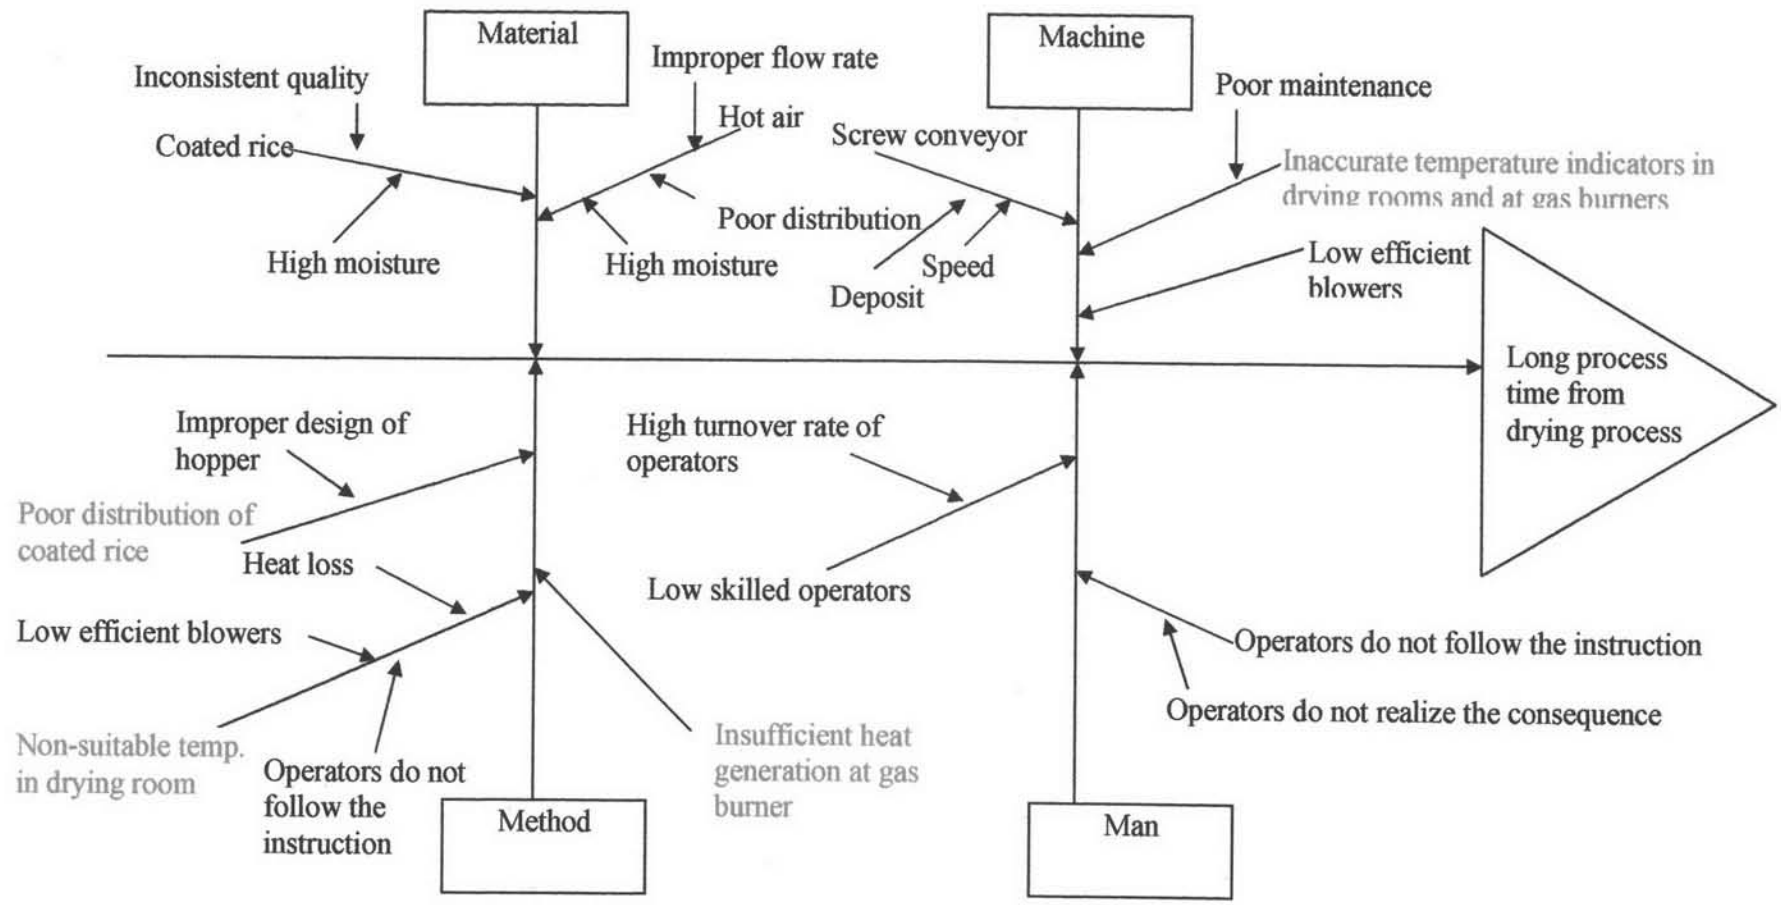 Material
Machine
Improper flow rate
Inconsistent quality
Poor maintenance
Hot air
Screw conveyor
Coated rice
Inaccurate temperature indicators in
drying rooms and at gas burners
Poor distribution
High moisture
High moisture
Speed
Deposit
Low efficient
blowers
Long process
time from
drying process
Improper design of
hopper
High turnover rate of
operators
Poor distribution of
coated rice
Heat loss
Low skilled operators
Low efficient blowers
Operators do not follow the instruction
Operators do not realize the consequence
Non-suitable temp.
in drying room
Insufficient heat
generation at gas
burner
Operators do not
follow the
instruction
Method
Man